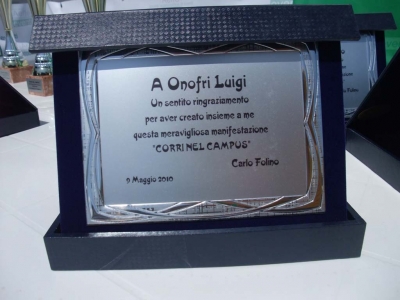 A Onofri Luigi
Un sentito ringraziamento
per aver creato insieme a me
questa meravigliosa manifestazione
"CORRI NEL CAMPUS"
Carlo Folino
9 Maggio 2010